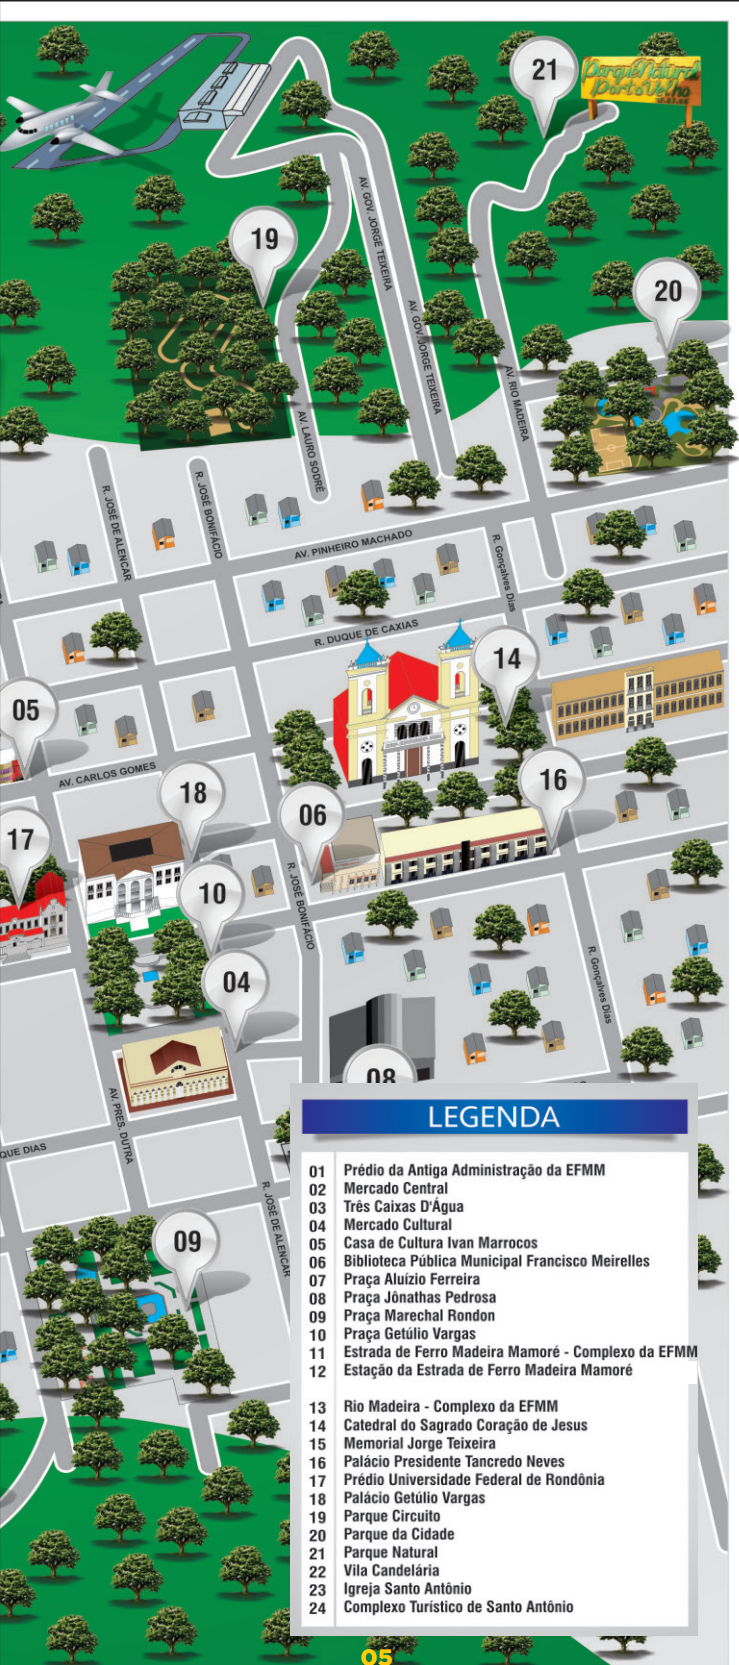 21
Parque Natural
Porto Velho
19
AV. GOV. JORGE TEIXEIRA
20
AV. GOV. JORGE TEIXEIRA
AV. RIO MADEIRA
AV. LAURO SODRÉ
R. JOSÉ DE ALENCAR
R. JOSÉ BONIFÁCIO
AV. PINHEIRO MACHADO
R. Gonçalves Dias
R. DUQUE DE CAXIAS
14
05
AV. CARLOS GOMES
18
16
06
17
10
R. JOSÉ BONIFÁCIO
04
R. Gonçalves Dias
08
AV. PRES. DUTRA
QUE DIAS
R. JOSÉ DE ALENCAR
09
LEGENDA
01 Prédio da Antiga Administração da EFMM
02 Mercado Central
03 Três Caixas D'Água
04 Mercado Cultural
05 Casa de Cultura Ivan Marrocos
06 Biblioteca Pública Municipal Francisco Meirelles
07 Praça Aluízio Ferreira
08 Praça Jônathas Pedrosa
09 Praça Marechal Rondon
10 Praça Getúlio Vargas
11 Estrada de Ferro Madeira Mamoré - Complexo da EFMM
12 Estação da Estrada de Ferro Madeira Mamoré
13 Rio Madeira - Complexo da EFMM
14 Catedral do Sagrado Coração de Jesus
15 Memorial Jorge Teixeira
16 Palácio Presidente Tancredo Neves
17 Prédio Universidade Federal de Rondônia
18 Palácio Getúlio Vargas
19 Parque Circuito
20 Parque da Cidade
21 Parque Natural
22 Vila Candelária
23 Igreja Santo Antônio
24 Complexo Turístico de Santo Antônio
05